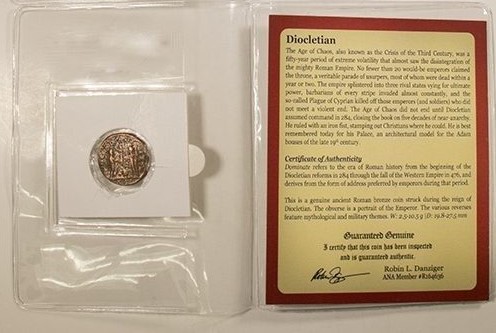 Diocletian
The Age of Chaos, also known as the Crisis of the Third Century, was a
fifty-year period of extreme volatility that almost saw the disintegration of
the mighty Roman Empire. No fewer than 20 would-be emperors claimed
the throne, a veritable parade of usurpers, most of whom were dead within a
year or two. The empire splintered into three rival states vying for ultimate
power, barbarians of every stripe invaded almost constantly, and the
so-called Plague of Cyprian killed off those emperors (and soldiers) who did
not meet a violent end. The Age of Chaos did not end until Diocletian
assumed command in 284, closing the book on five decades of near-anarchy.
He ruled with an iron fist, stamping out Christians where he could. He is best
remembered today for his Palace, an architectural model for the Adam
houses of the late 19th century.
Certificate of Authenticity
Dominate refers to the era of Roman history from the beginning of the
Diocletian reforms in 284 through the fall of the Western Empire in 476, and
derives from the form of address preferred by emperors during that period.
This is a genuine ancient Roman bronze coin struck during the reign of
Diocletian. The obverse is a portrait of the Emperor. The various reverses
feature mythological and military themes. W: 2.5-10.5 g |D: 19.8-27.5 mm
Guaranteed Genuine
I certify that this coin has been inspected
and is guaranteed authentic.
Robin L. Danziger
ANA Member #R1164636